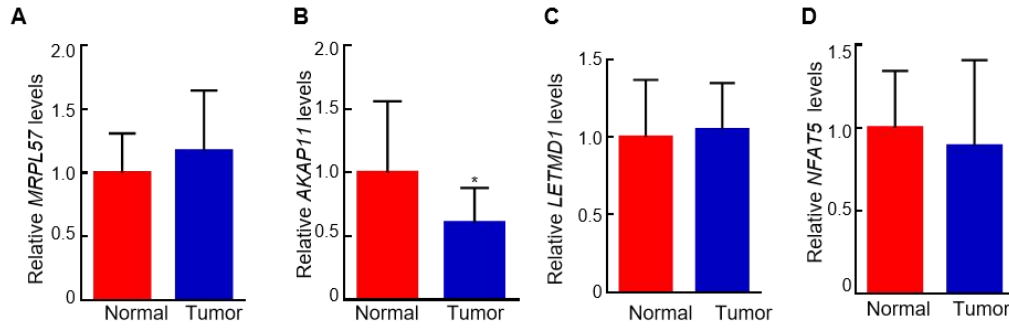 A
Relative MRPL57 levels
2.0
1.5
1.0
0.5
0
Normal Tumor
B
Relative AKAP11 levels
2.0
1.5
1.0
0.5
0
*
Normal Tumor
C
Relative LETMD1 levels
1.5
1.0
0.5
0
Normal Tumor
D
Relative NFAT5 levels
1.5
1.0
0.5
0
Normal Tumor